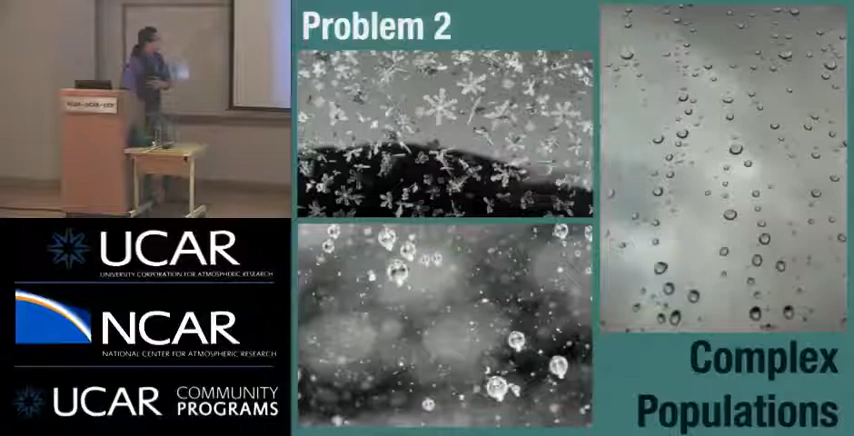 Problem 2
UCAR
UNIVERSITY CORPORATION FOR ATMOSPHERIC RESEARCH
NCAR
NATIONAL CENTER FOR ATMOSPHERIC RESEARCH
UCAR COMMUNITY
PROGRAMS
Complex
Populations